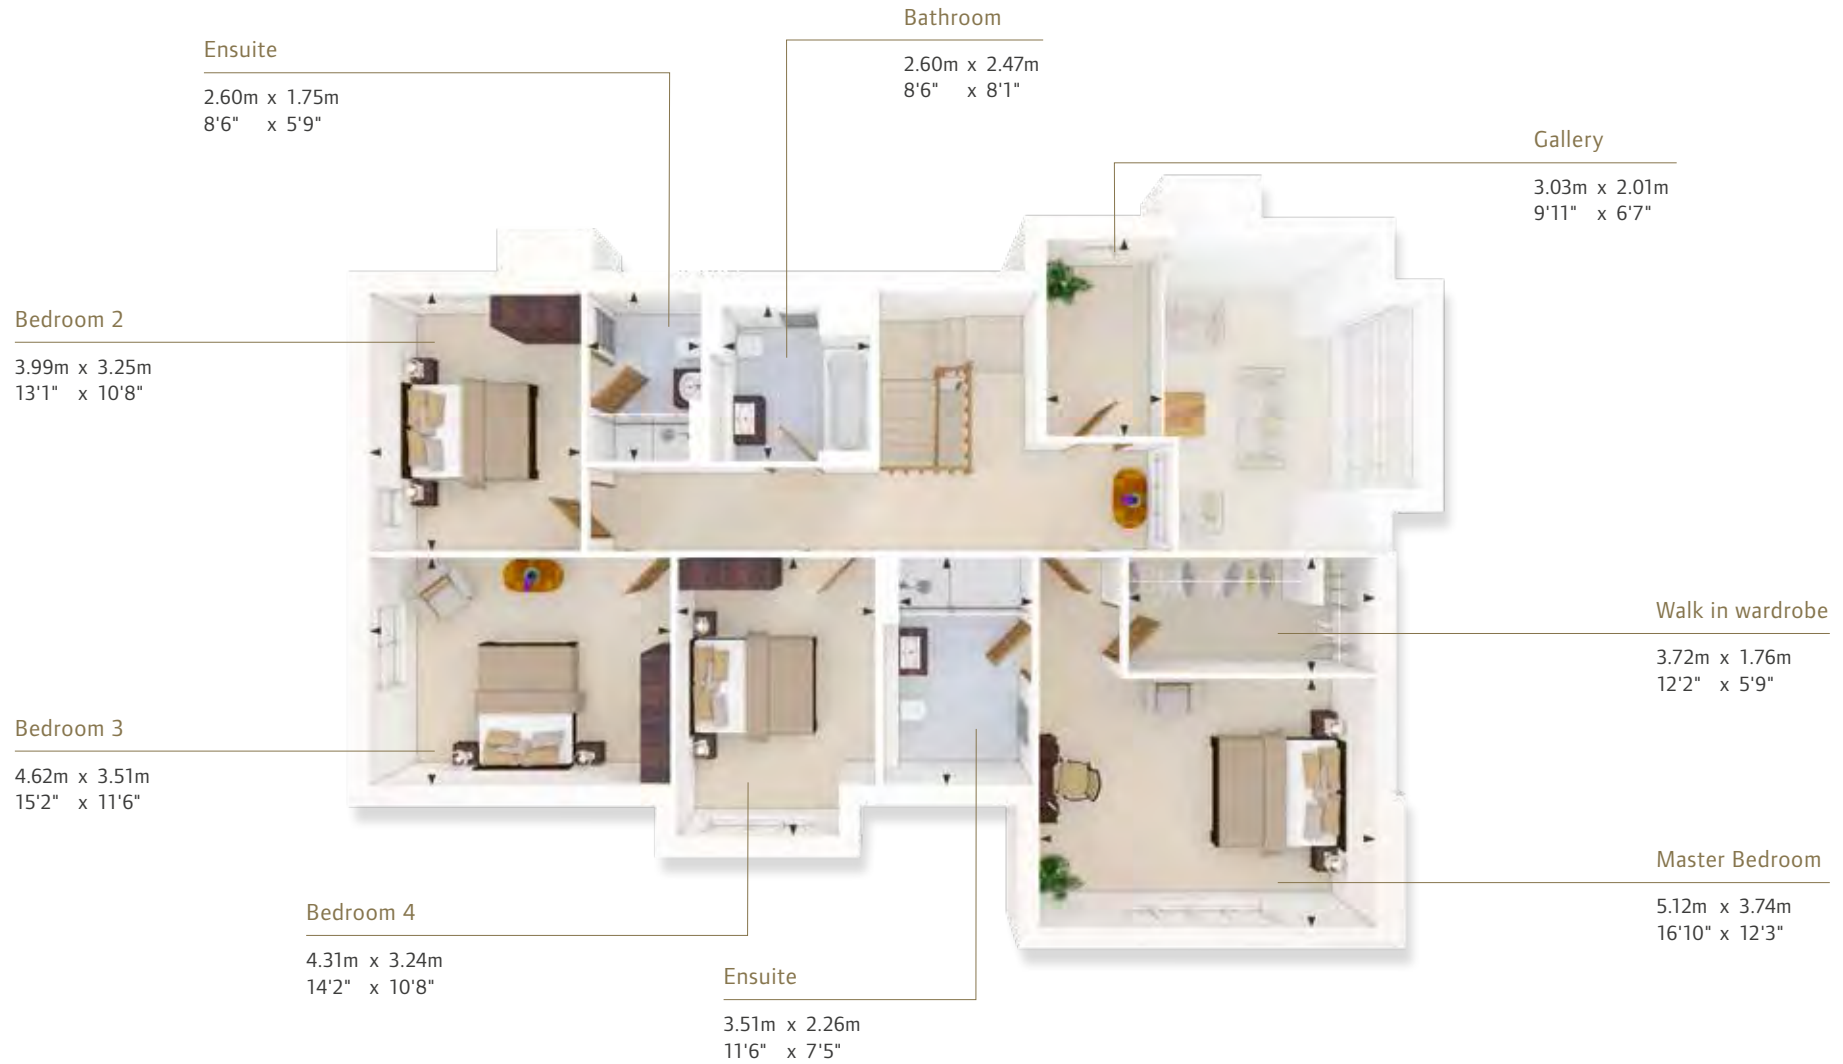 Bathroom
2.60m x 2.47m
8'6" x 8'1"
Ensuite
2.60m x 1.75m
8'6" x 5'9"
Gallery
3.03m x 2.01m
9'11" x 6'7"
Bedroom 2
3.99m x 3.25m
13'1" x 10'8"
Walk in wardrobe
3.72m x 1.76m
12'2" x 5'9"
Bedroom 3
4.62m x 3.51m
15'2" x 11'6"
Master Bedroom
5.12m x 3.74m
16'10" x 12'3"
Bedroom 4
4.31m x 3.24m
14'2" x 10'8"
Ensuite
3.51m x 2.26m
11'6" x 7'5"